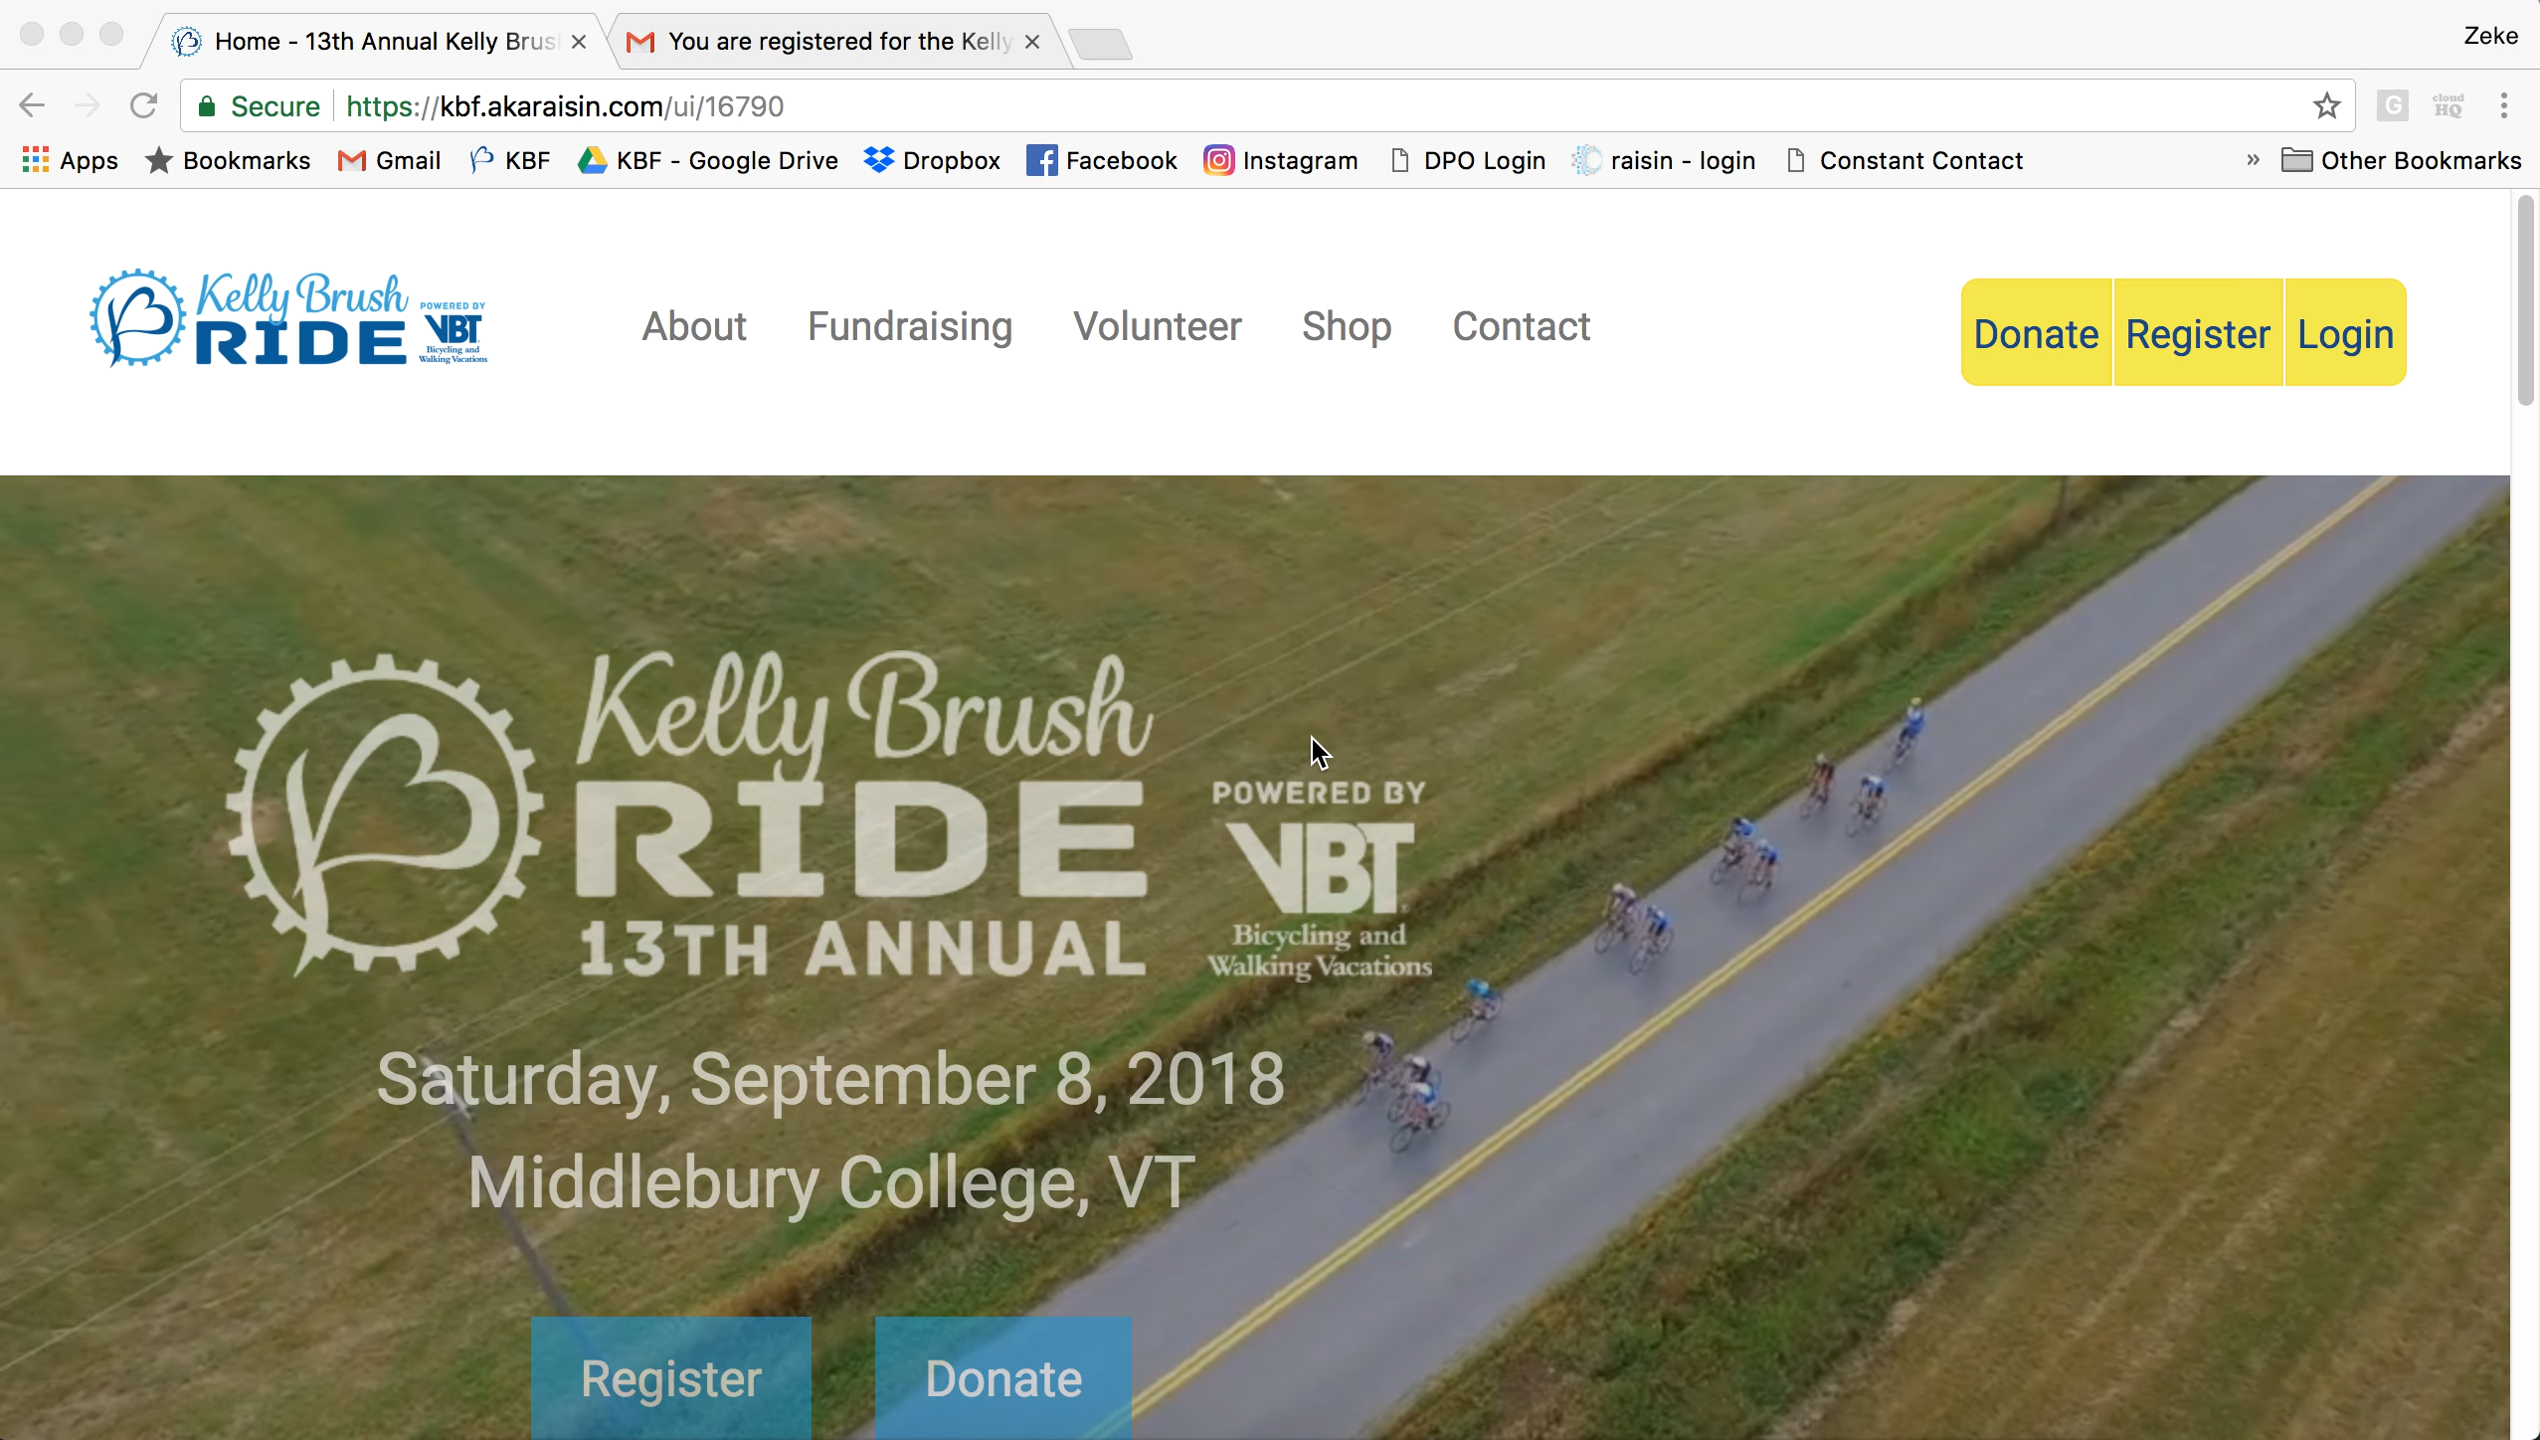 Home - 13th Annual Kelly Brus
You are registered for the Kelly
Zeke
Secure https://kbf.akaraisin.com/ui/16790
G
cloud
HQ
Apps Bookmarks Gmail KBF KBF - Google Drive Dropbox Facebook Instagram DPO Login raisin - login Constant Contact » Other Bookmarks
Kelly Brush
RIDE
POWERED BY
VBT
Bicycling and
Walking Vacations
About Fundraising Volunteer Shop Contact
Donate Register Login
Kelly Brush
RIDE
13TH ANNUAL
POWERED BY
VBT
Bicycling and
Walking Vacations
Saturday, September 8, 2018
Middlebury College, VT
Register Donate